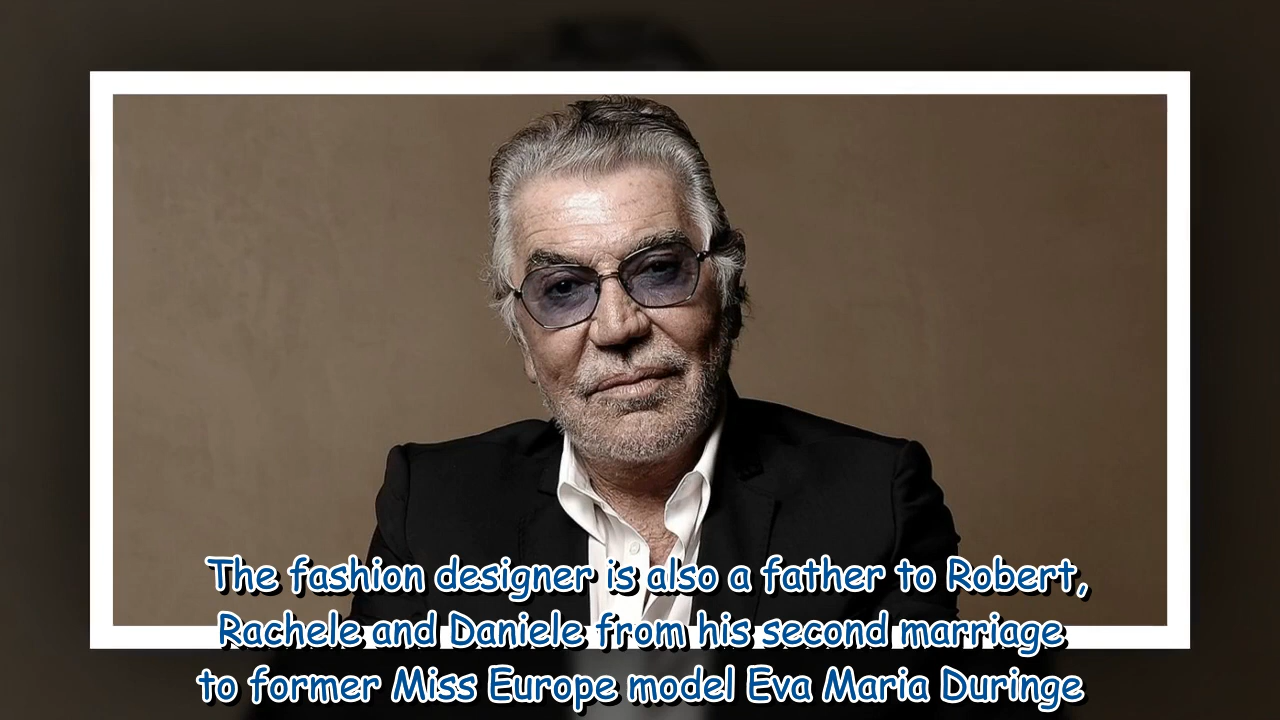 The fashion designer is also a father to Robert,
Rachele and Daniele from his second marriage
to former Miss Europe model Eva Maria Duringe